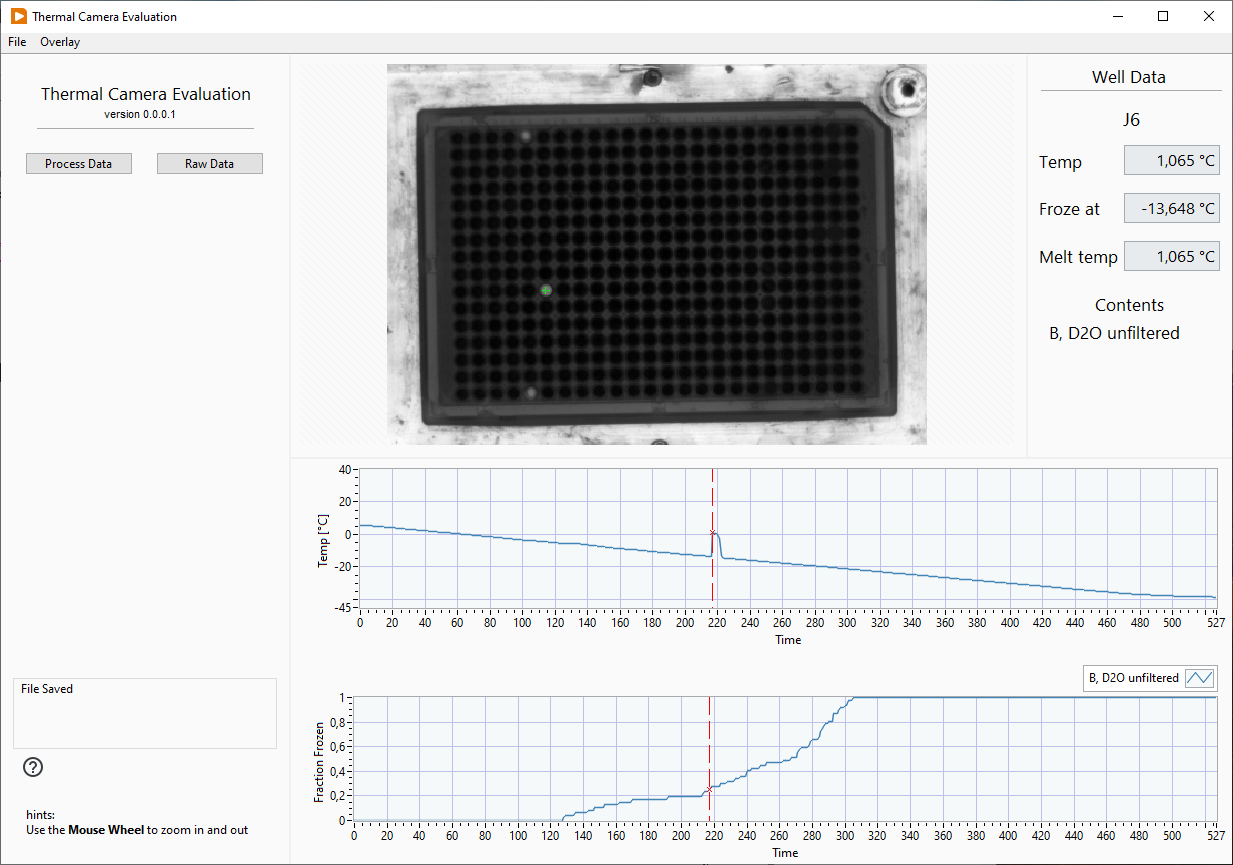 Thermal Camera Evaluation
File Overlay
Thermal Camera Evaluation
version 0.0.0.1
Process Data Raw Data
Well Data
J6
Temp 1,065 °C
Froze at -13,648 °C
Melt temp 1,065 °C
Contents
B, D2O unfiltered
40
20
0
-20
-45
Temp [°C]
0 20 40 60 80 100 120 140 160 180 200 220 240 260 280 300 320 340 360 380 400 420 440 460 480 500 527
Time
B, D2O unfiltered
1
0,8
0,6
0,4
0,2
0
Fraction Frozen
0 20 40 60 80 100 120 140 160 180 200 220 240 260 280 300 320 340 360 380 400 420 440 460 480 500 527
Time
File Saved
?
hints:
Use the Mouse Wheel to zoom in and out